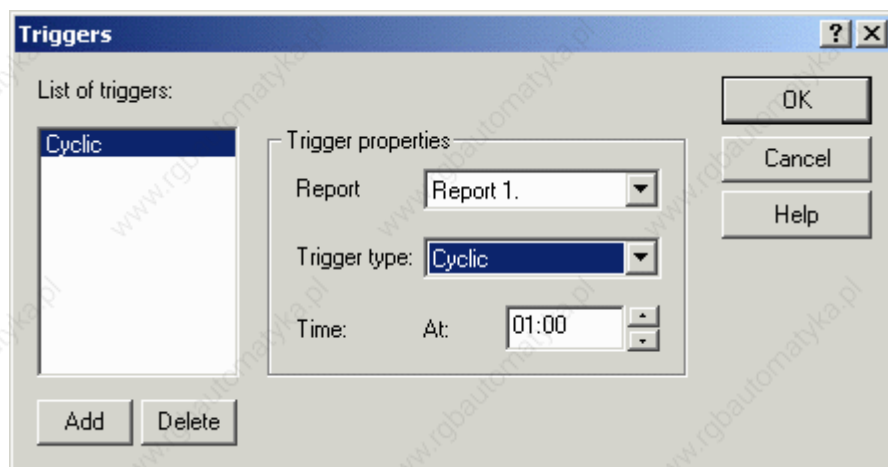 Triggers
List of triggers:
Cyclic
Trigger properties
Report
Report 1.
Trigger type:
Cyclic
Time:
At:
01:00
OK
Cancel
Help
Add
Delete
www.rgbautomatyka.pl